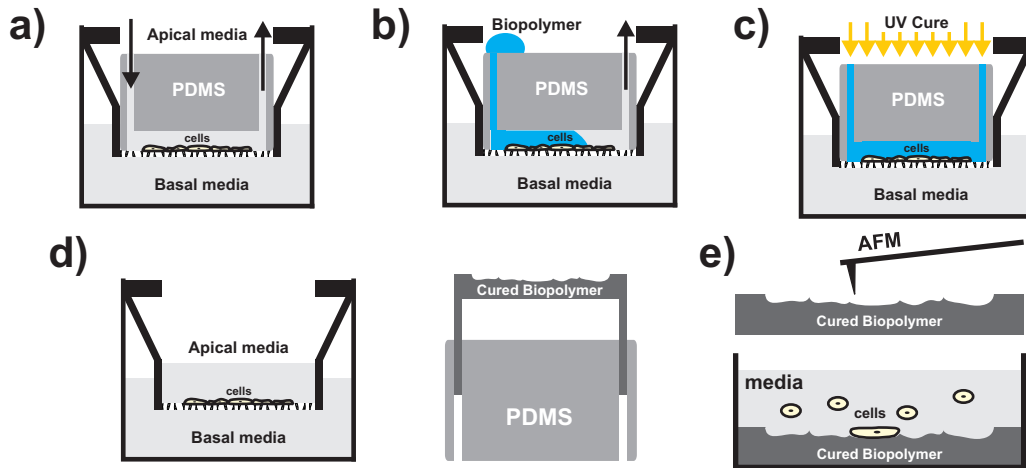 a)
Apical media
PDMS
cells
Basal media
b)
Biopolymer
PDMS
cells
Basal media
c)
UV Cure
PDMS
cells
Basal media
d)
Apical media
cells
Basal media
Cured Biopolymer
PDMS
e)
AFM
Cured Biopolymer
media
cells
Cured Biopolymer